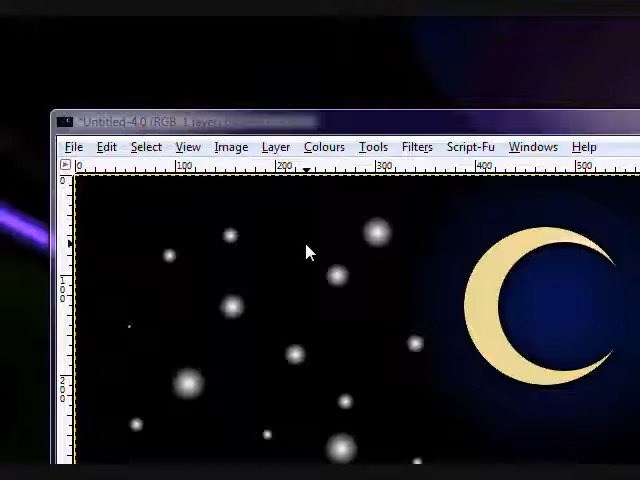 *Untitled-4.0 (RGB, 1 layer)
File Edit Select View Image Layer Colours Tools Filters Script-Fu Windows Help
0 100 200 300 400 500
0
100
200